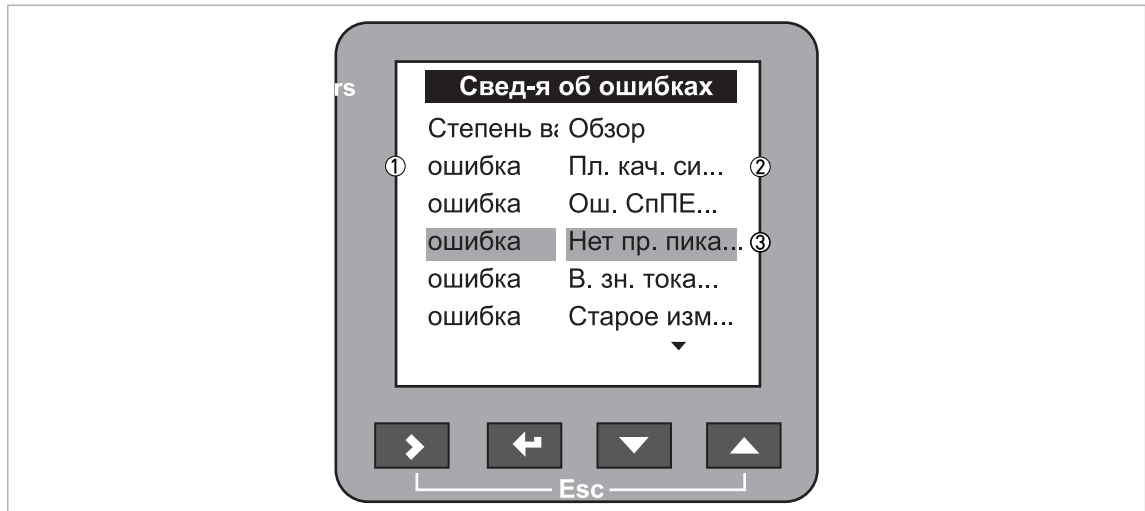 rs
Свед-я об ошибках
Степень ва Обзор
① ошибка Пл. кач. си... ②
ошибка Ош. СпПЕ...
ошибка Нет пр. пика... ③
ошибка В. зн. тока...
ошибка Старое изм...
Esc